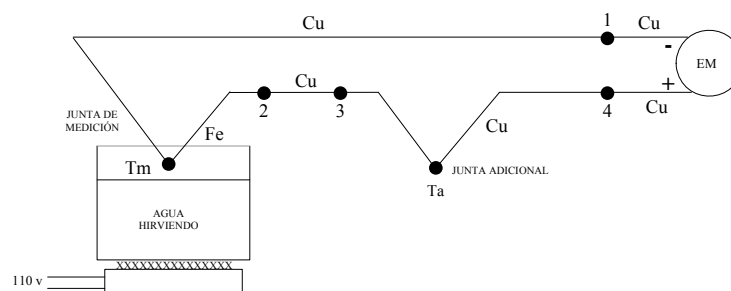 1
Cu
Cu
-
EM
+
Cu
Cu
2
3
4
JUNTA DE
MEDICIÓN
Fe
Cu
Tm
JUNTA ADICIONAL
Ta
AGUA
HIRVIENDO
XXXXXXXXXXXXXXX
110 v